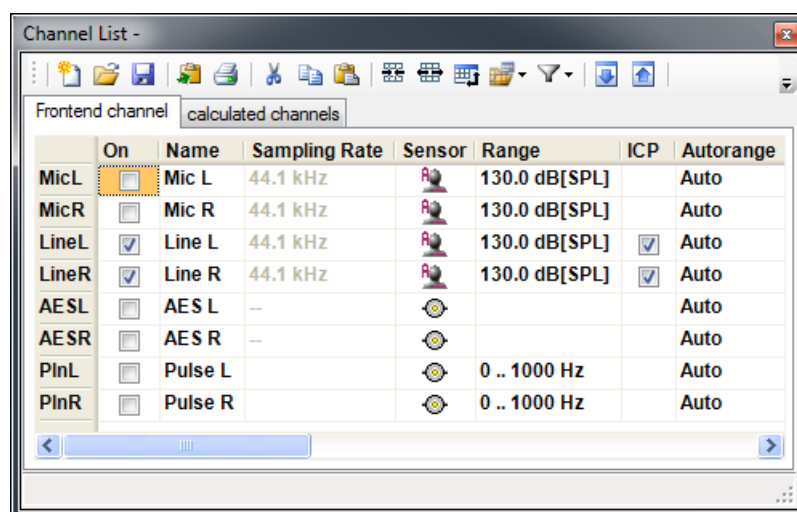 Channel List -
Frontend channel calculated channels
On Name Sampling Rate Sensor Range ICP Autorange
MicL Mic L 44.1 kHz 130.0 dB[SPL] Auto
MicR Mic R 44.1 kHz 130.0 dB[SPL] Auto
LineL Line L 44.1 kHz 130.0 dB[SPL] Auto
LineR Line R 44.1 kHz 130.0 dB[SPL] Auto
AESL AES L -- Auto
AESR AES R -- Auto
PInL Pulse L 0 .. 1000 Hz Auto
PInR Pulse R 0 .. 1000 Hz Auto